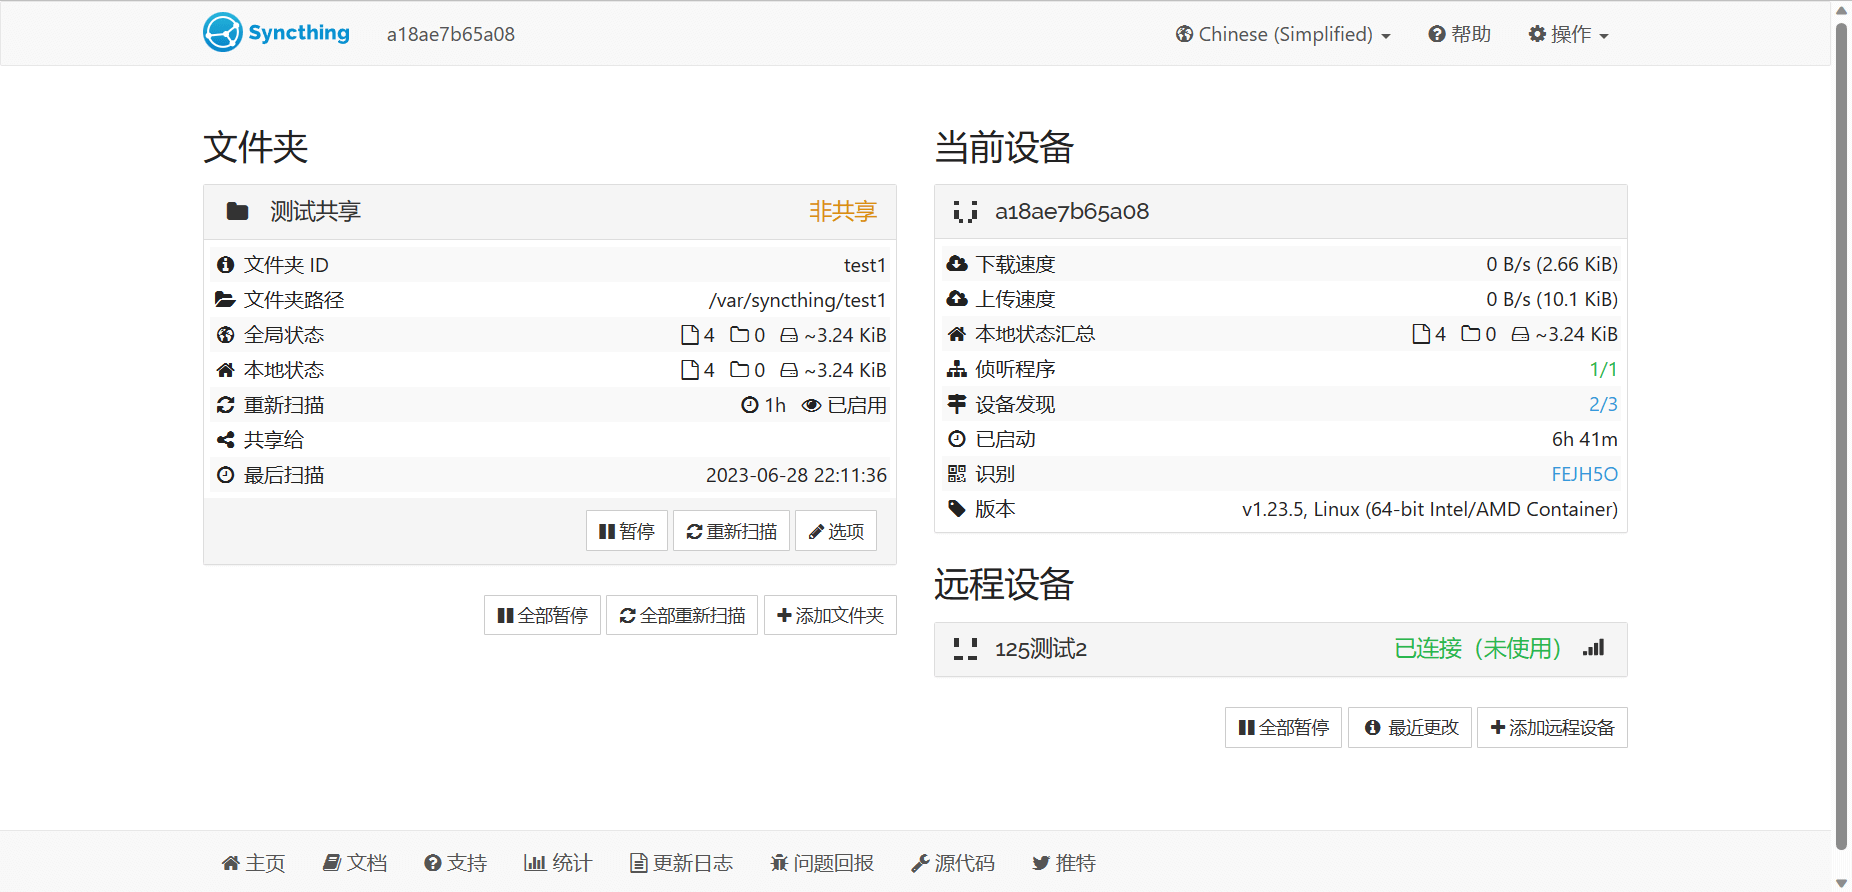 Syncthing a18ae7b65a08 Chinese (Simplified) 帮助 操作
文件夹
测试共享 非共享
文件夹 ID test1
文件夹路径 /var/syncthing/test1
全局状态 4 0 ~3.24 KiB
本地状态 4 0 ~3.24 KiB
重新扫描 1h 已启用
共享给
最后扫描 2023-06-28 22:11:36
暂停 重新扫描 选项
全部暂停 全部重新扫描 添加文件夹
当前设备
a18ae7b65a08
下载速度 0 B/s (2.66 KiB)
上传速度 0 B/s (10.1 KiB)
本地状态汇总 4 0 ~3.24 KiB
侦听程序 1/1
设备发现 2/3
已启动 6h 41m
识别 FEJH5O
版本 v1.23.5, Linux (64-bit Intel/AMD Container)
远程设备
125测试2 已连接（未使用）
全部暂停 最近更改 添加远程设备
主页 文档 支持 统计 更新日志 问题回报 源代码 推特